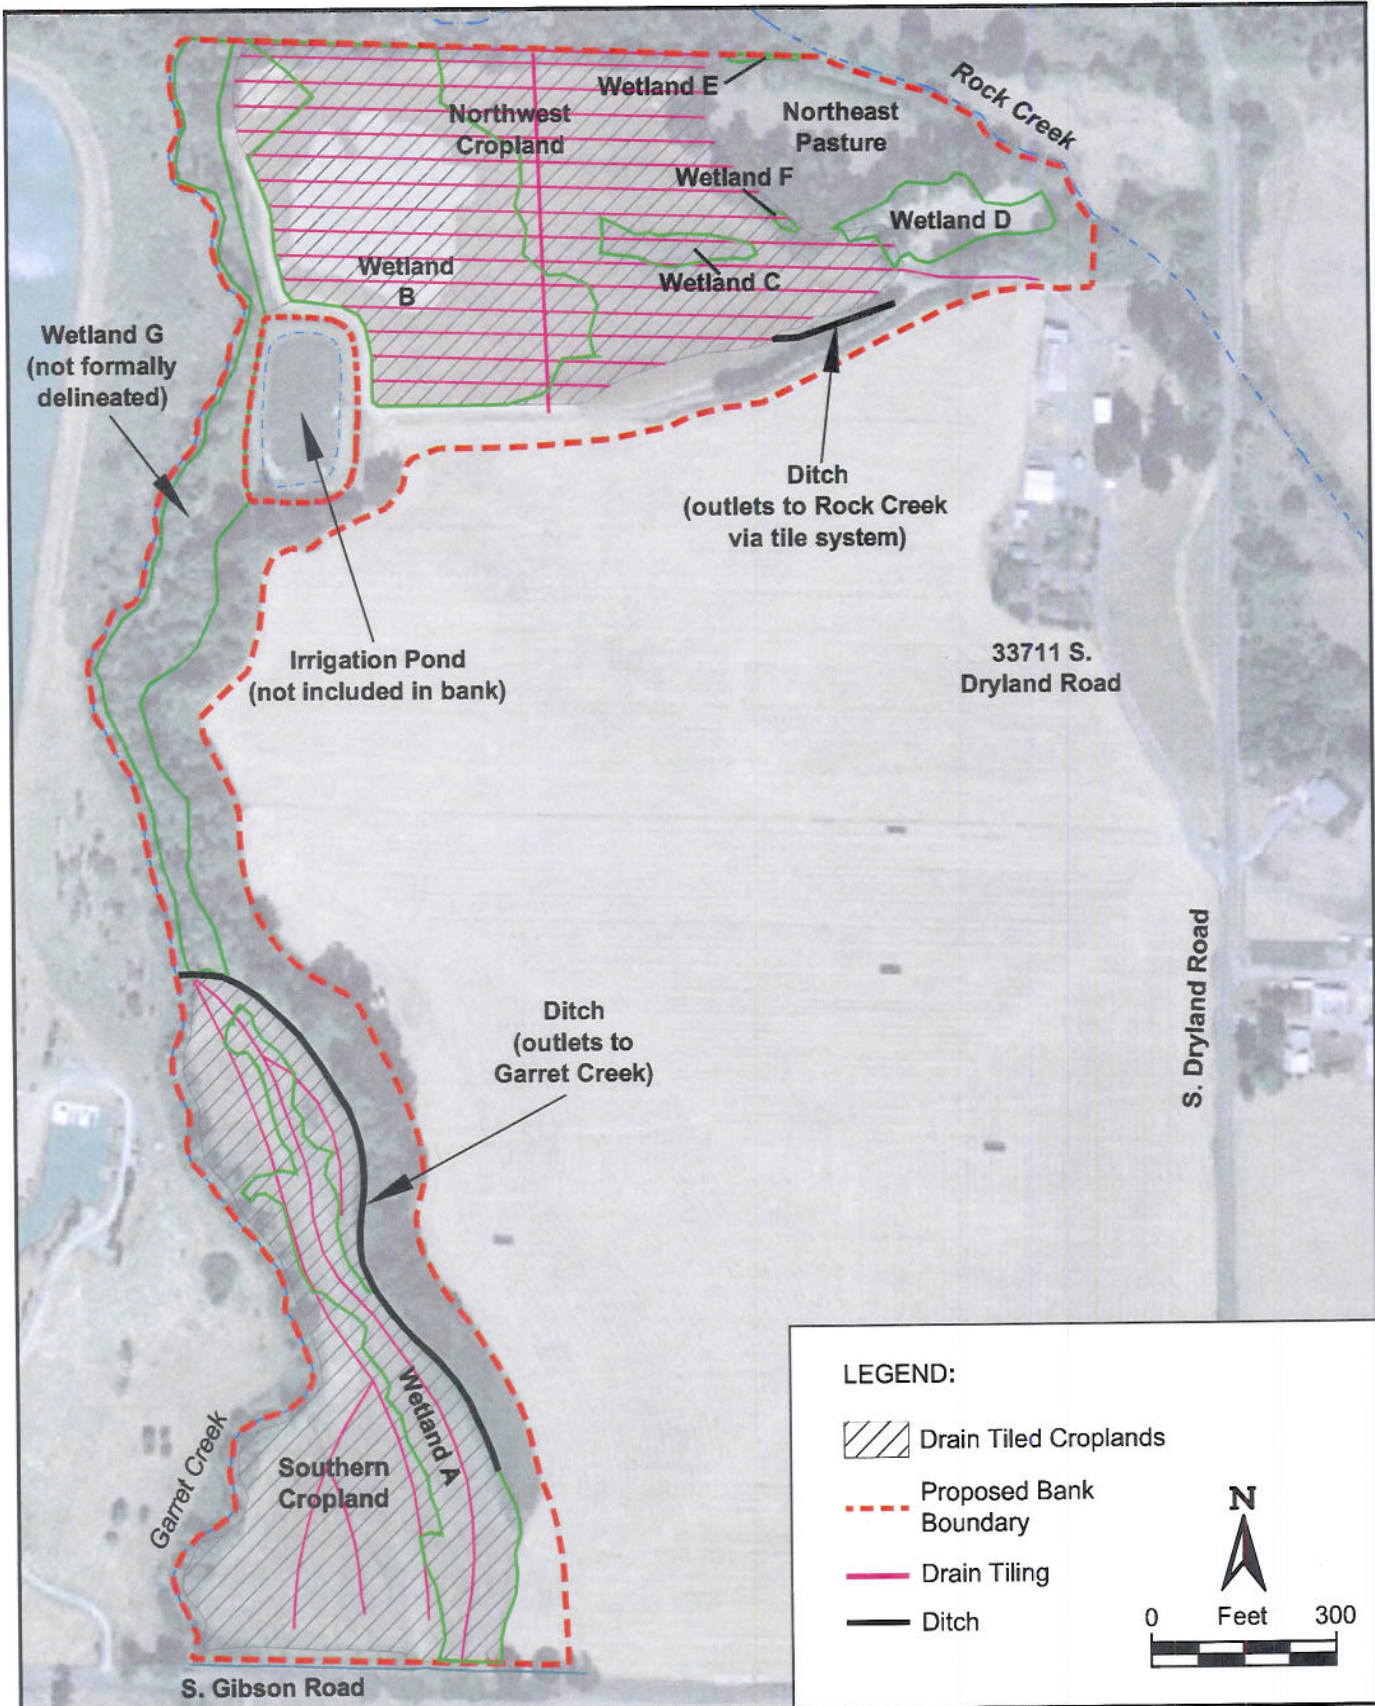 Rock Creek
Wetland E
Northwest
Cropland
Northeast
Pasture
Wetland F
Wetland D
Wetland
B
Wetland C
Wetland G
(not formally
delineated)
Ditch
(outlets to Rock Creek
via tile system)
Irrigation Pond
(not included in bank)
33711 S.
Dryland Road
S. Dryland Road
Ditch
(outlets to
Garret Creek)
Wetland A
Garret Creek
Southern
Cropland
S. Gibson Road
LEGEND:
Drain Tiled Croplands
Proposed Bank
Boundary
Drain Tiling
Ditch
N
0 Feet 300